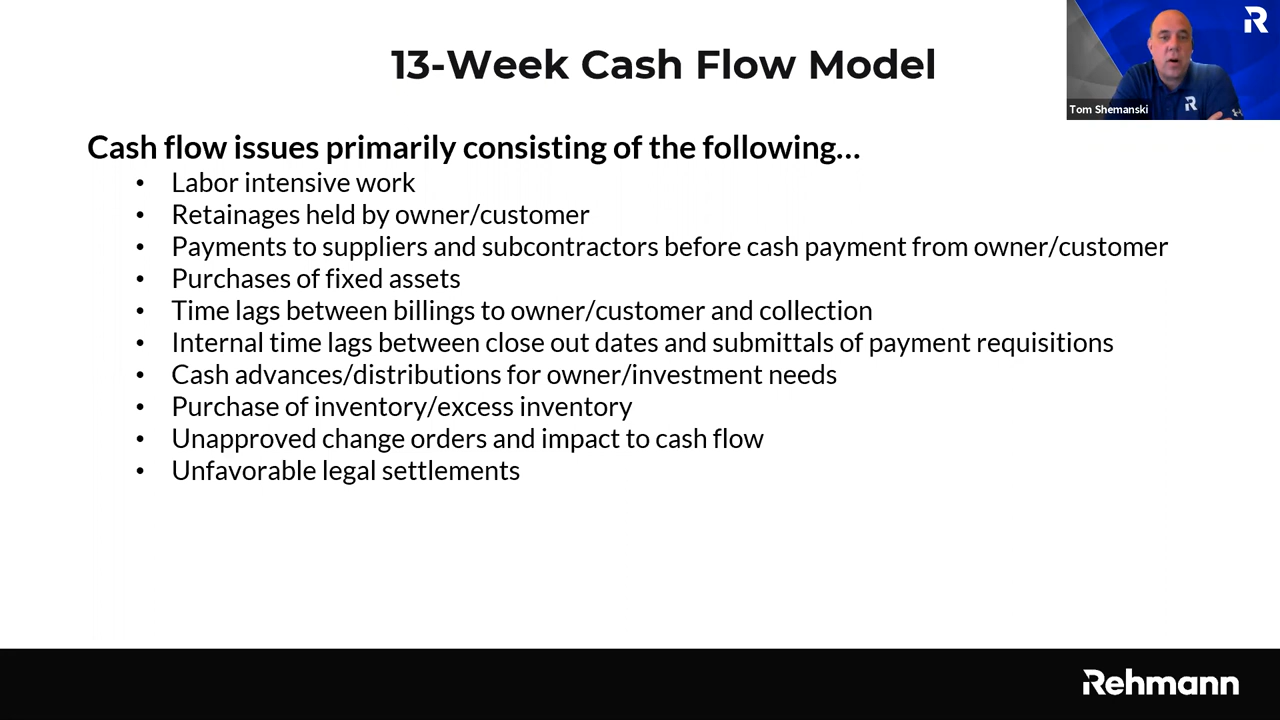 13-Week Cash Flow Model
Tom Shemanski
Cash flow issues primarily consisting of the following...
• Labor intensive work
• Retainages held by owner/customer
• Payments to suppliers and subcontractors before cash payment from owner/customer
• Purchases of fixed assets
• Time lags between billings to owner/customer and collection
• Internal time lags between close out dates and submittals of payment requisitions
• Cash advances/distributions for owner/investment needs
• Purchase of inventory/excess inventory
• Unapproved change orders and impact to cash flow
• Unfavorable legal settlements
Rehmann